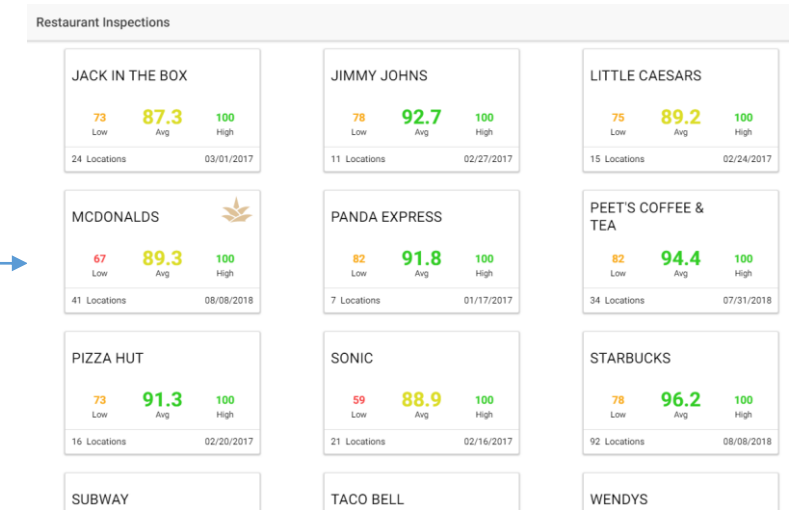 Restaurant Inspections
JACK IN THE BOX
73 87.3 100
Low Avg High
24 Locations 03/01/2017
JIMMY JOHNS
78 92.7 100
Low Avg High
11 Locations 02/27/2017
LITTLE CAESARS
75 89.2 100
Low Avg High
15 Locations 02/24/2017
MCDONALDS
67 89.3 100
Low Avg High
41 Locations 08/08/2018
PANDA EXPRESS
82 91.8 100
Low Avg High
7 Locations 01/17/2017
PEET'S COFFEE &
TEA
82 94.4 100
Low Avg High
34 Locations 07/31/2018
PIZZA HUT
73 91.3 100
Low Avg High
16 Locations 02/20/2017
SONIC
59 88.9 100
Low Avg High
21 Locations 02/16/2017
STARBUCKS
78 96.2 100
Low Avg High
92 Locations 08/08/2018
SUBWAY
TACO BELL
WENDYS